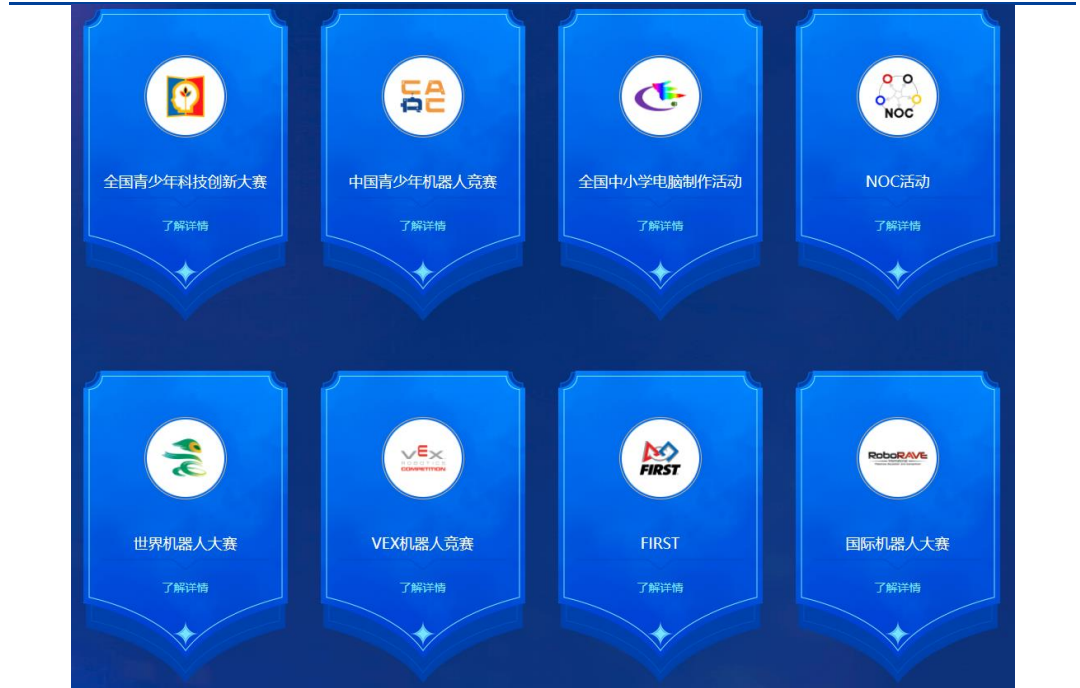 CA
RC
NOC
全国青少年科技创新大赛
中国青少年机器人竞赛
全国中小学电脑制作活动
NOC活动
了解详情
了解详情
了解详情
了解详情
VEX
ROBOTICS
COMPETITION
FIRST
RoboRAVE
世界机器人大赛
VEX机器人竞赛
FIRST
国际机器人大赛
了解详情
了解详情
了解详情
了解详情